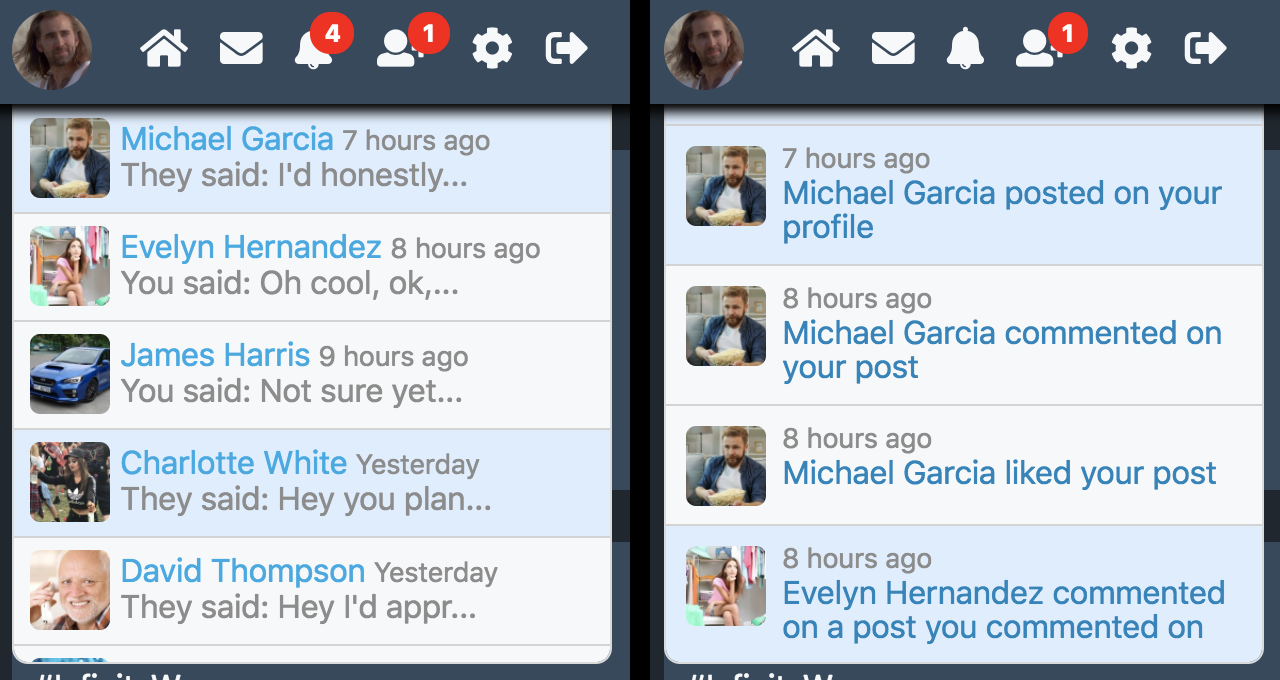 4
1
Michael Garcia 7 hours ago
They said: I'd honestly...
Evelyn Hernandez 8 hours ago
You said: Oh cool, ok,...
James Harris 9 hours ago
You said: Not sure yet...
Charlotte White Yesterday
They said: Hey you plan...
David Thompson Yesterday
They said: Hey I'd appr...
1
7 hours ago
Michael Garcia posted on your
profile
8 hours ago
Michael Garcia commented on
your post
8 hours ago
Michael Garcia liked your post
8 hours ago
Evelyn Hernandez commented
on a post you commented on